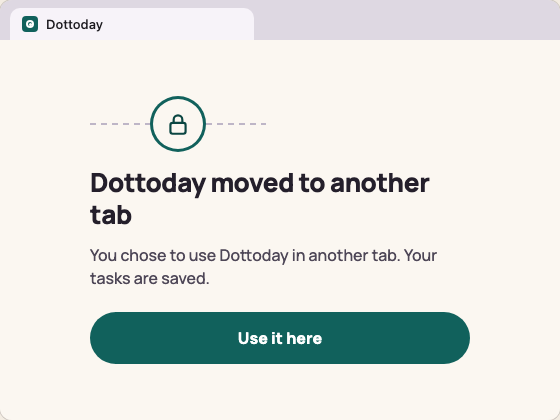 Dottoday
Dottoday moved to another
tab
You chose to use Dottoday in another tab. Your
tasks are saved.
Use it here